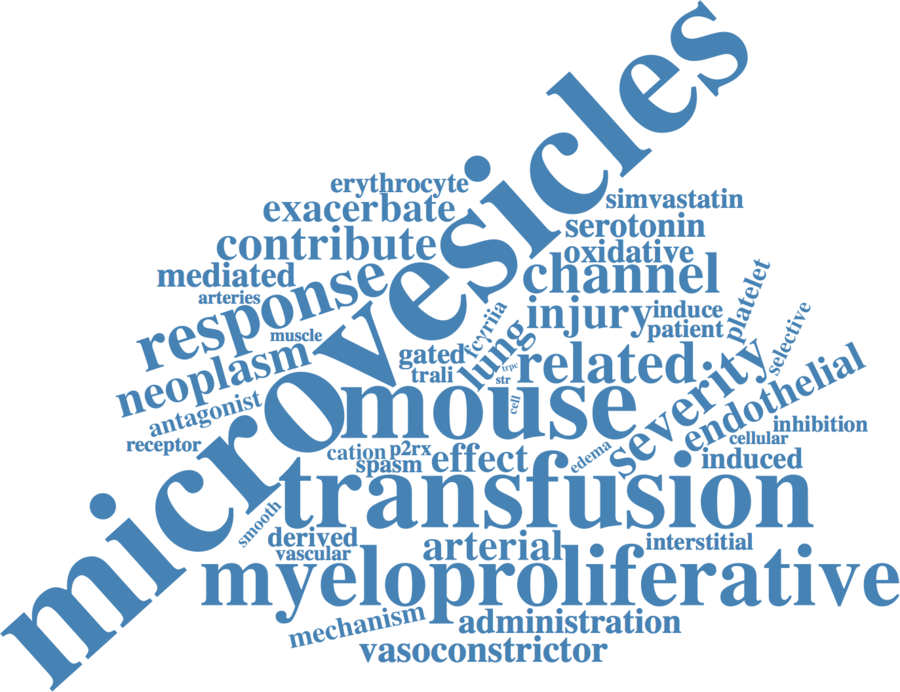 microvesicles
erythrocyte
simvastatin
exacerbate
serotonin
contribute
oxidative
mediated
channel
arteries
response
platelet
injury
induce
muscle
fcγriia
patient
selective
neoplasm
gated
lung
related
trali
trpc
str
severity
endothelial
antagonist
mouse
cell
receptor
inhibition
cellular
cation
p2rx
effect
edema
induced
spasm
transfusion
smooth
derived
arterial
interstitial
vascular
myeloproliferative
mechanism
administration
vasoconstrictor